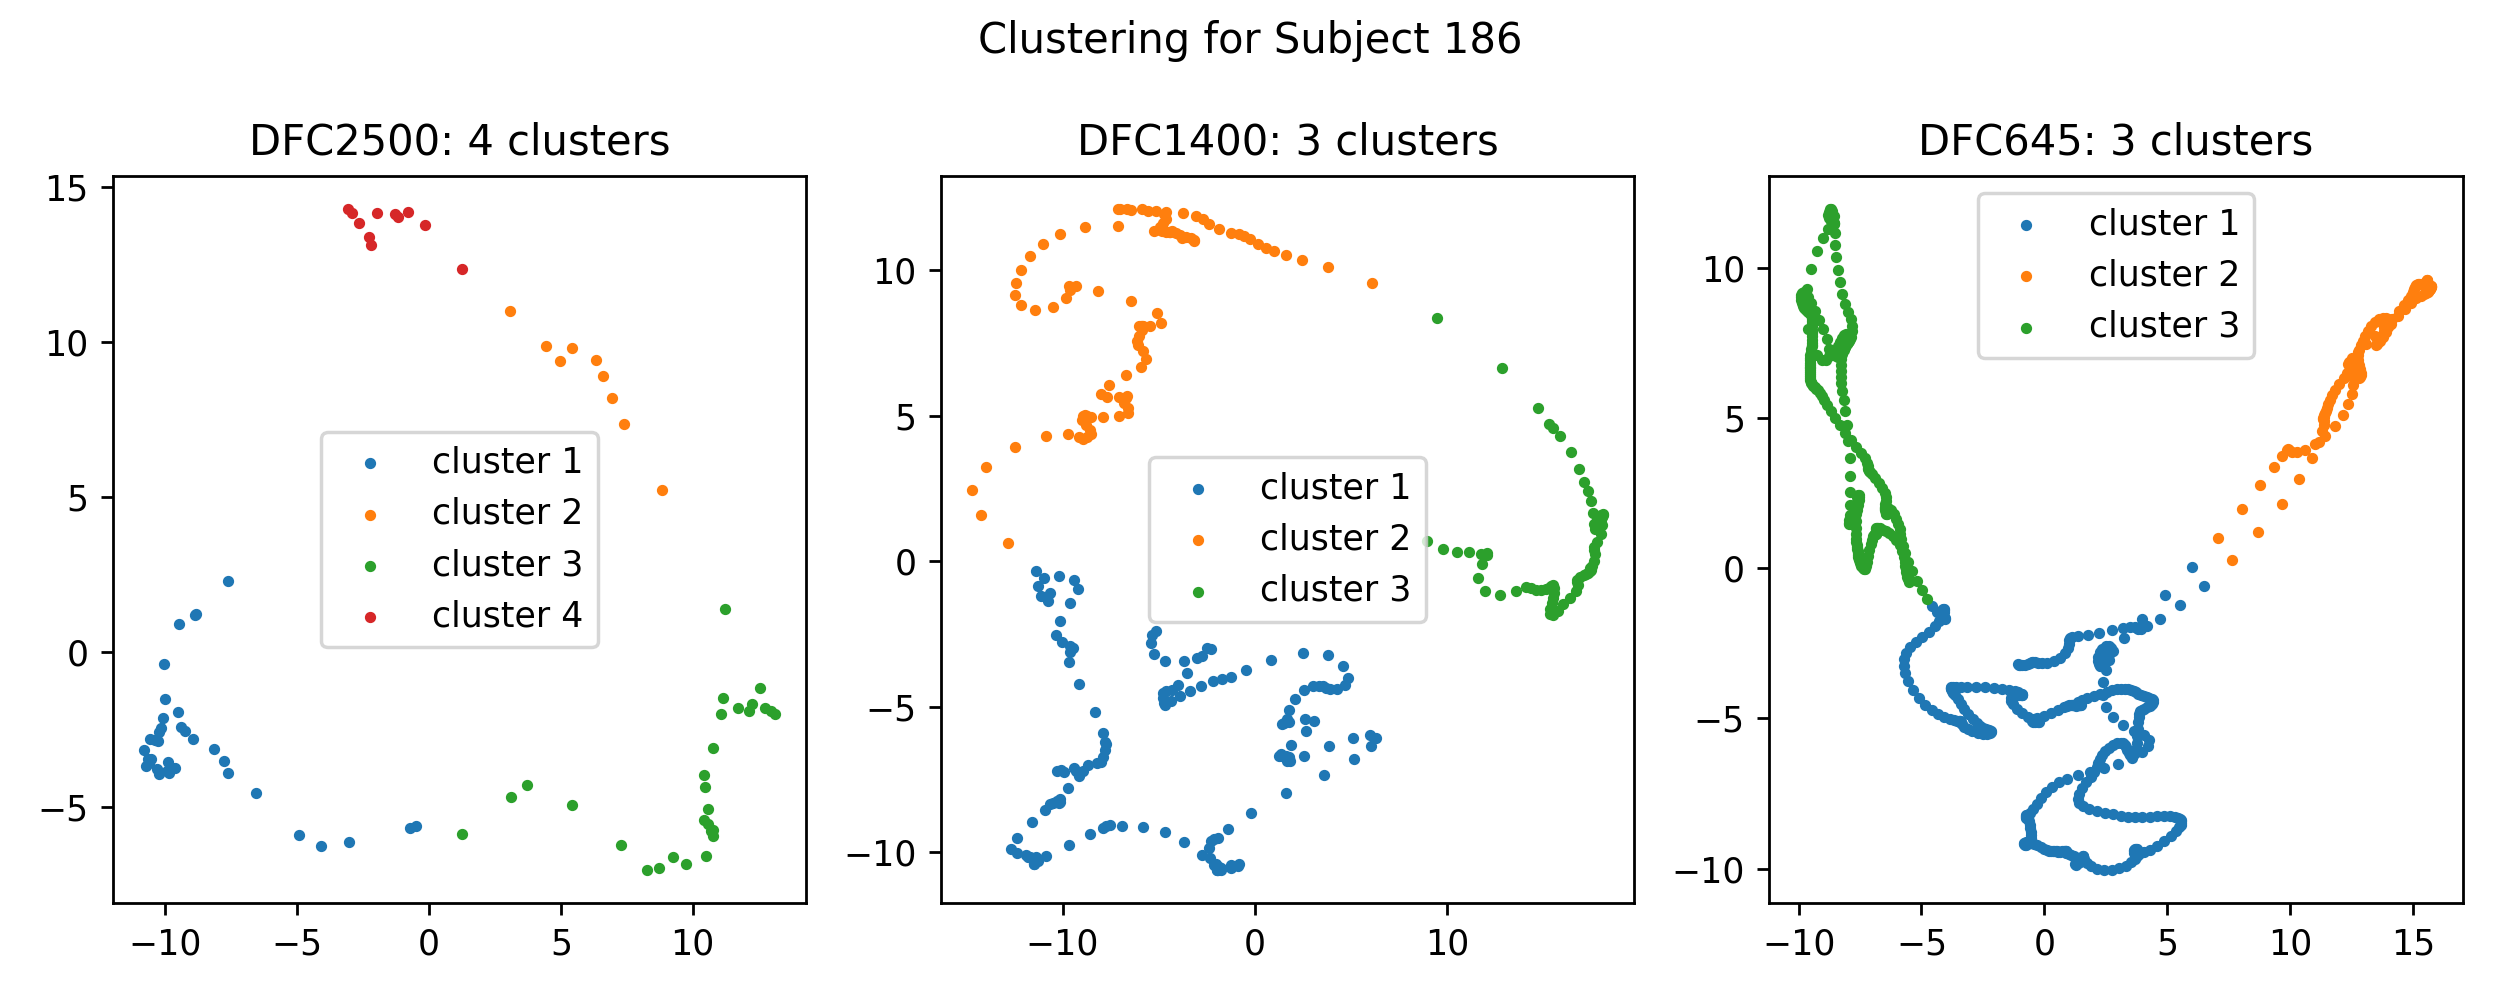 Clustering for Subject 186
DFC2500: 4 clusters
15
10
5
0
−5
−10
−5
0
5
10
cluster 1
cluster 2
cluster 3
cluster 4
DFC1400: 3 clusters
10
5
0
−5
−10
−10
0
10
cluster 1
cluster 2
cluster 3
DFC645: 3 clusters
10
5
0
−5
−10
−10
−5
0
5
10
15
cluster 1
cluster 2
cluster 3